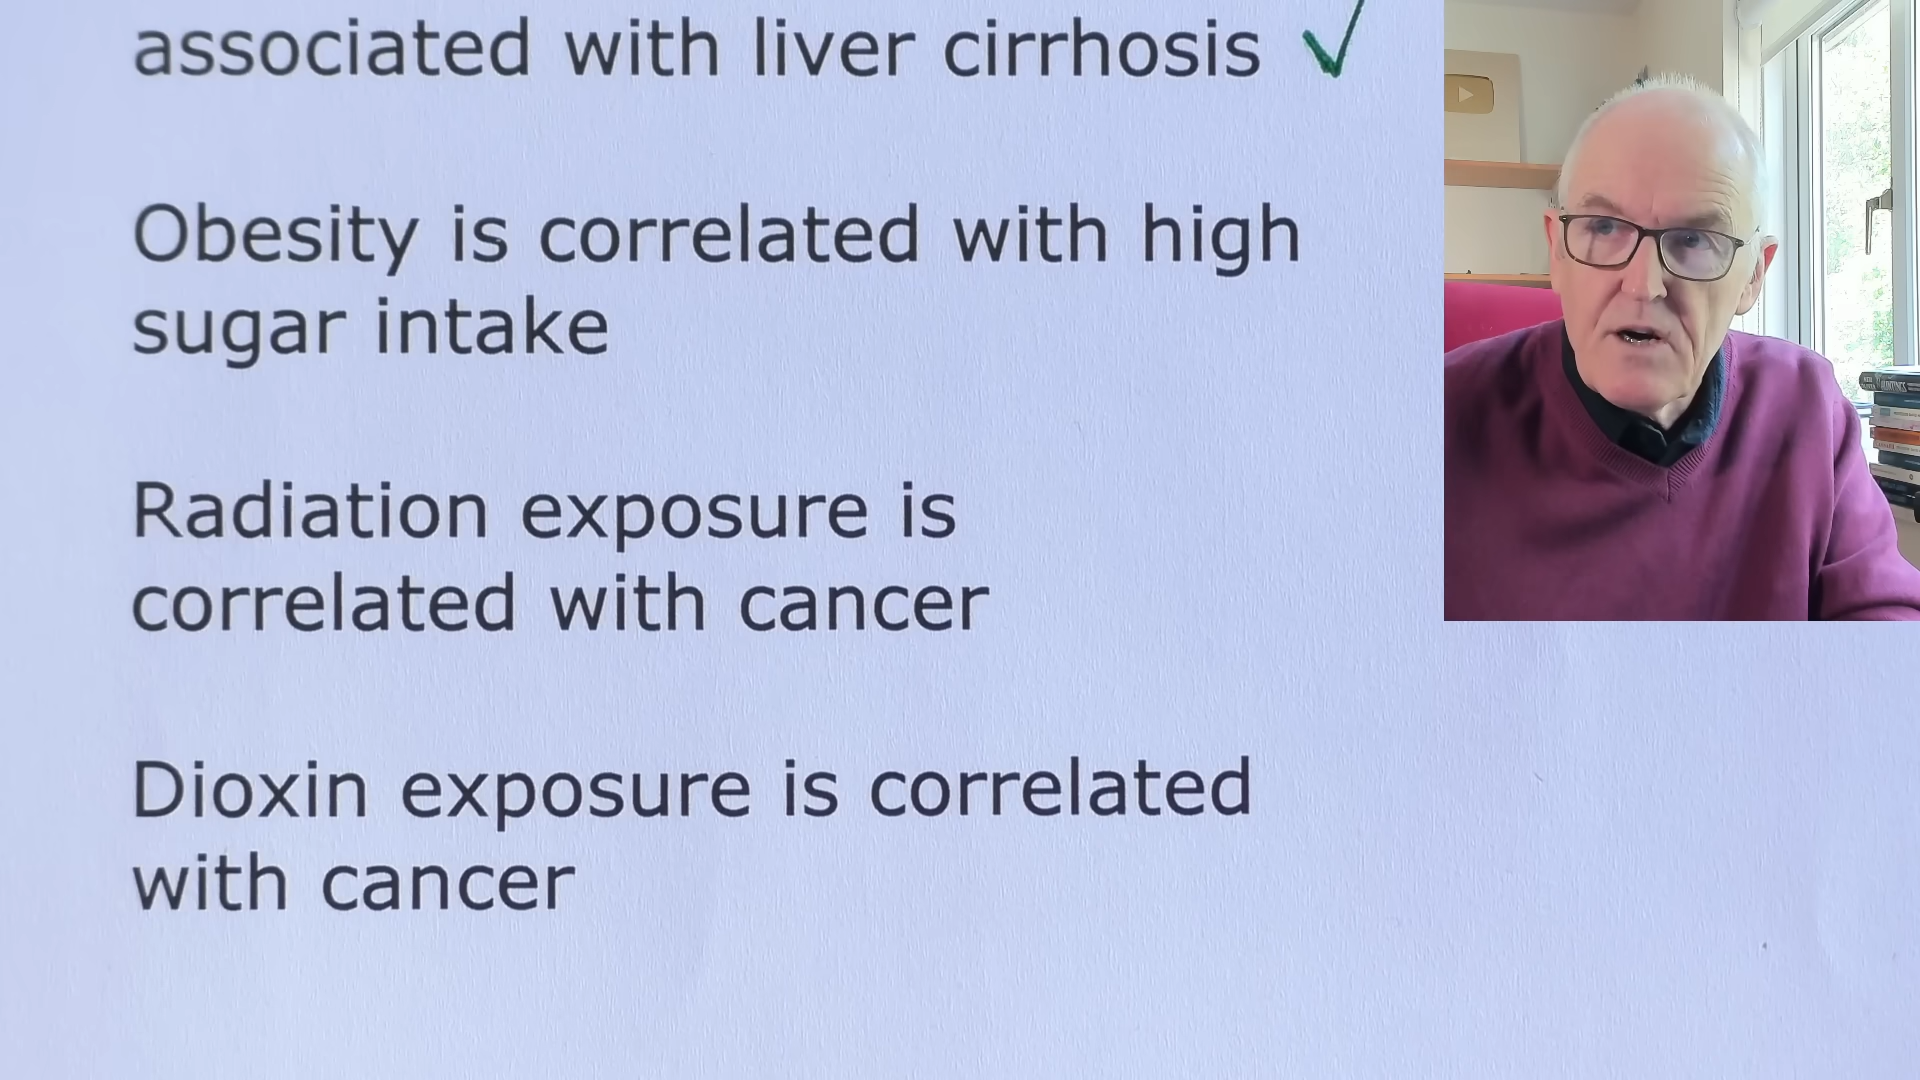 associated with liver cirrhosis ✓
Obesity is correlated with high
sugar intake
Radiation exposure is
correlated with cancer
Dioxin exposure is correlated
with cancer